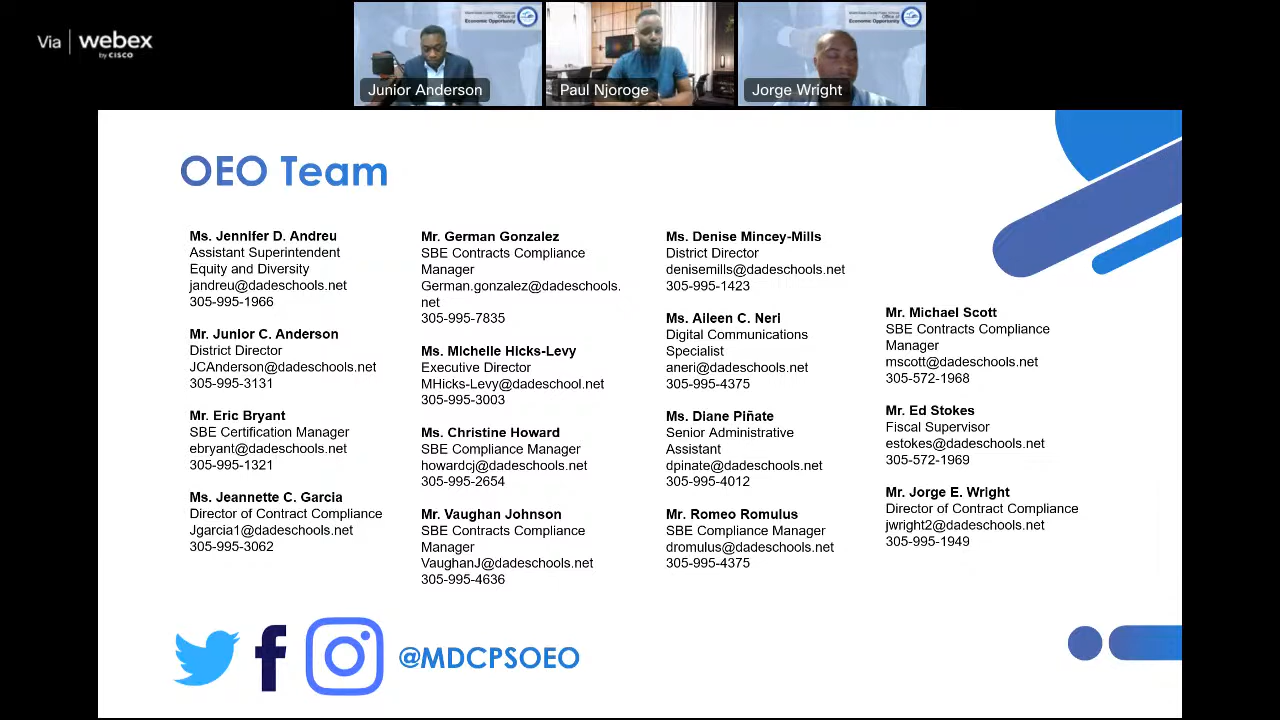 Via | webex
by CISCO
Office of
Economic Opportunity
Office of
Economic Opportunity
Junior Anderson
Paul Njoroge
Jorge Wright
OEO Team
Ms. Jennifer D. Andreu
Assistant Superintendent
Equity and Diversity
jandreu@dadeschools.net
305-995-1966
Mr. Junior C. Anderson
District Director
JCAnderson@dadeschools.net
305-995-3131
Mr. Eric Bryant
SBE Certification Manager
ebryant@dadeschools.net
305-995-1321
Ms. Jeannette C. Garcia
Director of Contract Compliance
Jgarcia1@dadeschools.net
305-995-3062
Mr. German Gonzalez
SBE Contracts Compliance
Manager
German.gonzalez@dadeschools.
net
305-995-7835
Ms. Michelle Hicks-Levy
Executive Director
MHicks-Levy@dadeschool.net
305-995-3003
Ms. Christine Howard
SBE Compliance Manager
howardcj@dadeschools.net
305-995-2654
Mr. Vaughan Johnson
SBE Contracts Compliance
Manager
VaughanJ@dadeschools.net
305-995-4636
Ms. Denise Mincey-Mills
District Director
denisemills@dadeschools.net
305-995-1423
Ms. Aileen C. Neri
Digital Communications
Specialist
aneri@dadeschools.net
305-995-4375
Ms. Diane Piñate
Senior Administrative
Assistant
dpinate@dadeschools.net
305-995-4012
Mr. Romeo Romulus
SBE Compliance Manager
dromulus@dadeschools.net
305-995-4375
Mr. Michael Scott
SBE Contracts Compliance
Manager
mscott@dadeschools.net
305-572-1968
Mr. Ed Stokes
Fiscal Supervisor
estokes@dadeschools.net
305-572-1969
Mr. Jorge E. Wright
Director of Contract Compliance
jwright2@dadeschools.net
305-995-1949
@MDCPSOEO